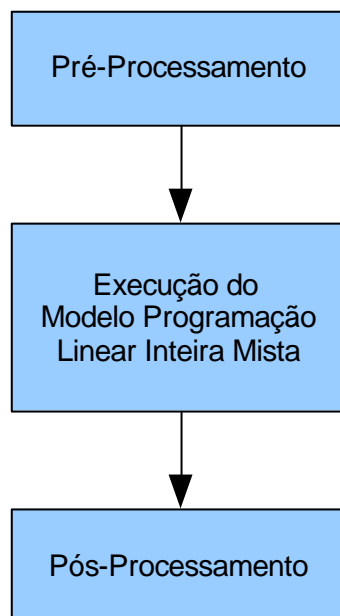 Pré-Processamento
Execução do
Modelo Programação
Linear Inteira Mista
Pós-Processamento